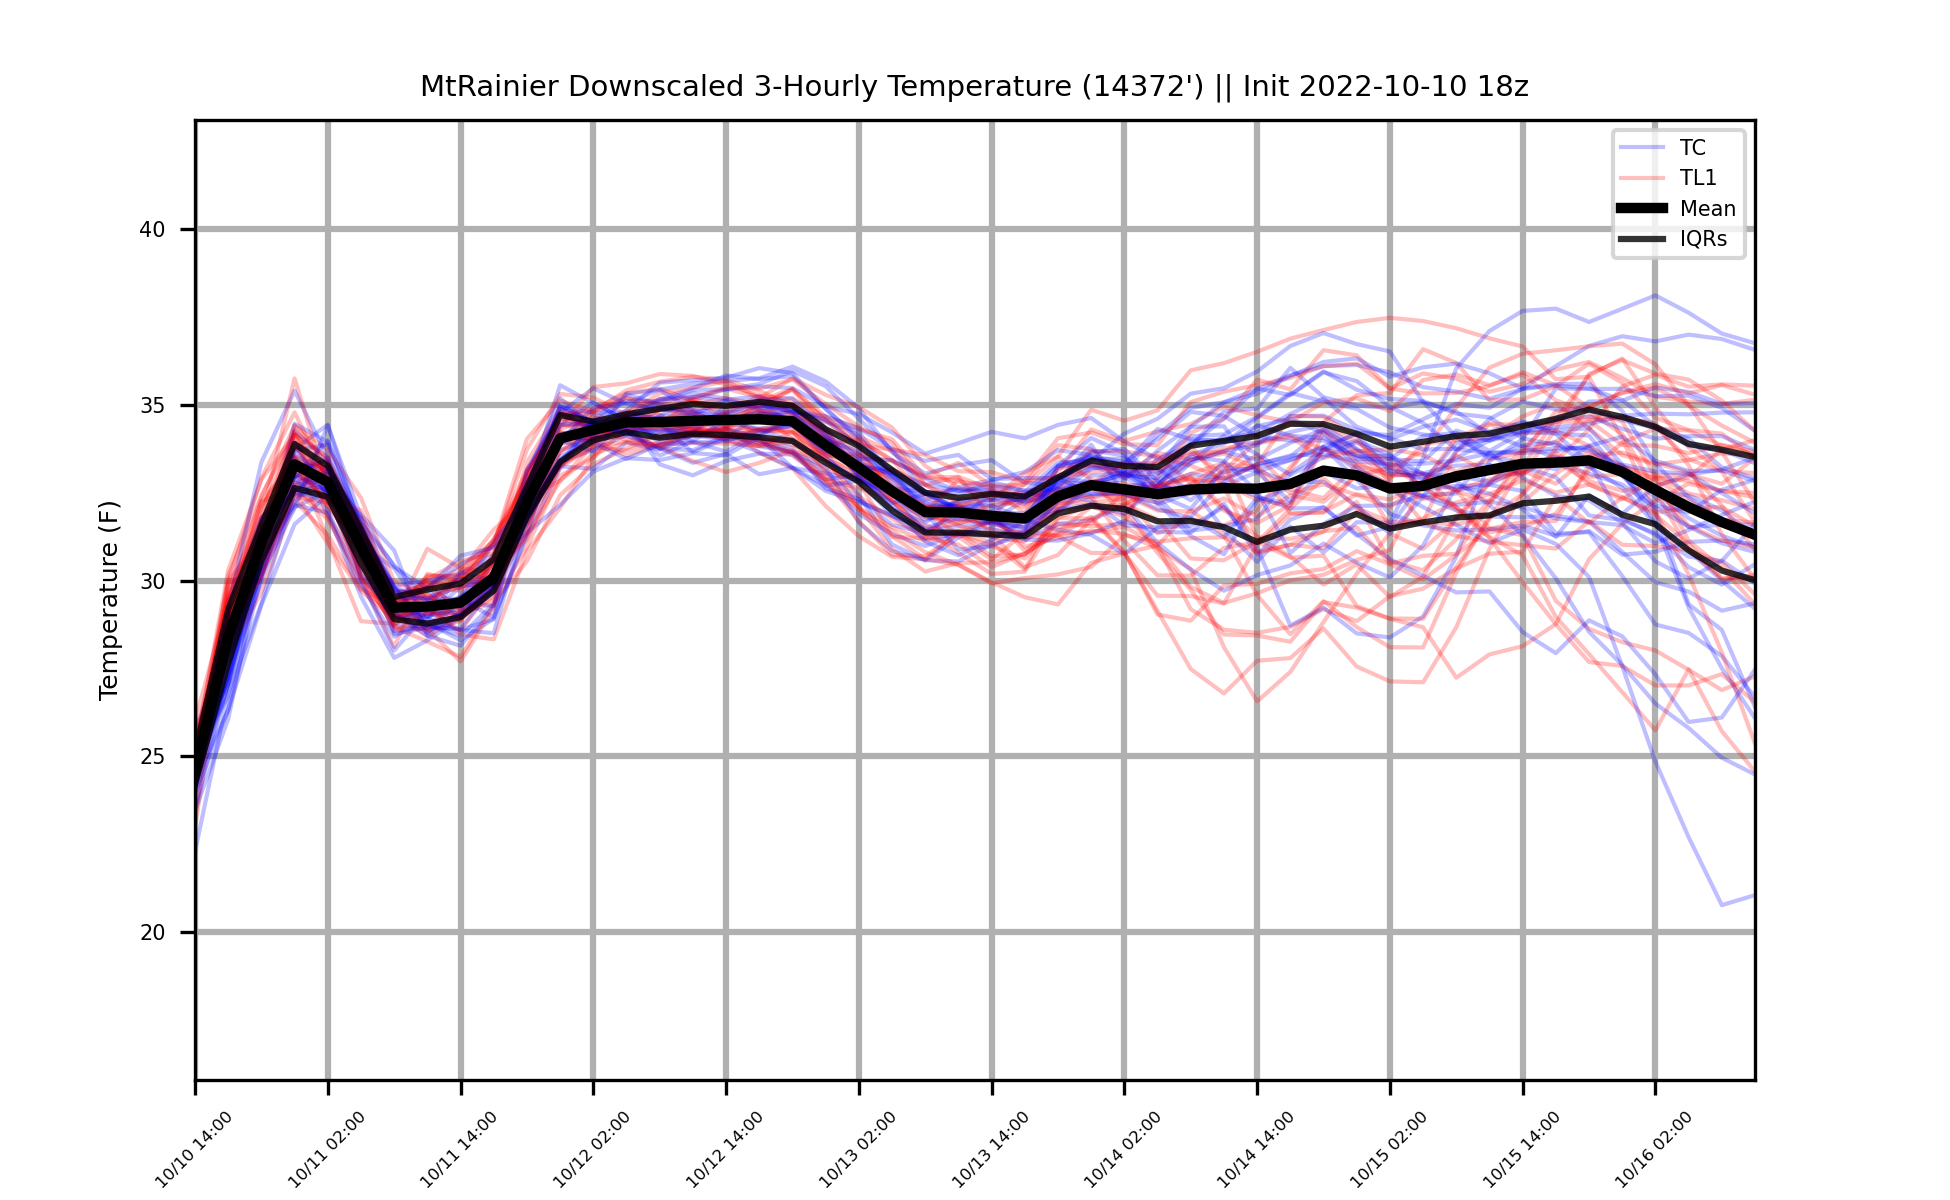 MtRainier Downscaled 3-Hourly Temperature (14372') || Init 2022-10-10 18z
TC
TL1
Mean
IQRs
Temperature (F)
40
35
30
25
20
10/10 14:00
10/11 02:00
10/11 14:00
10/12 02:00
10/12 14:00
10/13 02:00
10/13 14:00
10/14 02:00
10/14 14:00
10/15 02:00
10/15 14:00
10/16 02:00